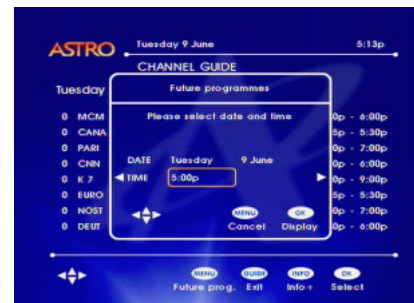 ASTRO Tuesday 9 June 5:13p
CHANNEL GUIDE
Tuesday Future programmes
0 MCM Please select date and time 0p - 6:00p
0 CANA 5p - 5:30p
0 PARI 0p - 7:00p
0 CNN DATE Tuesday 9 June 0p - 6:00p
0 K 7 TIME 5:00p 0p - 9:00p
0 EURO 5p - 5:30p
0 NOST MENU OK 0p - 7:00p
0 DEUT Cancel Display 0p - 6:00p
MENU GUIDE INFO OK
Future prog. Exit Info+ Select